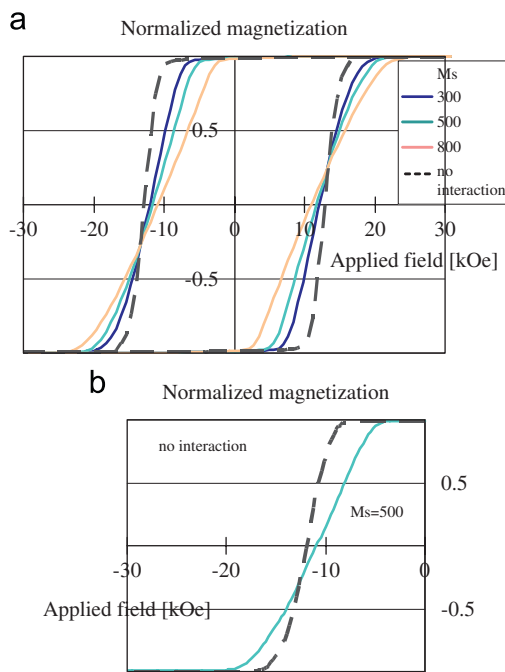 a
Normalized magnetization
Ms
300
500
800
no
interaction
0.5
-30
-20
-10
0
10
20
30
Applied field [kOe]
-0.5
b
Normalized magnetization
no interaction
0.5
Ms=500
-30
-20
-10
0
Applied field [kOe]
-0.5